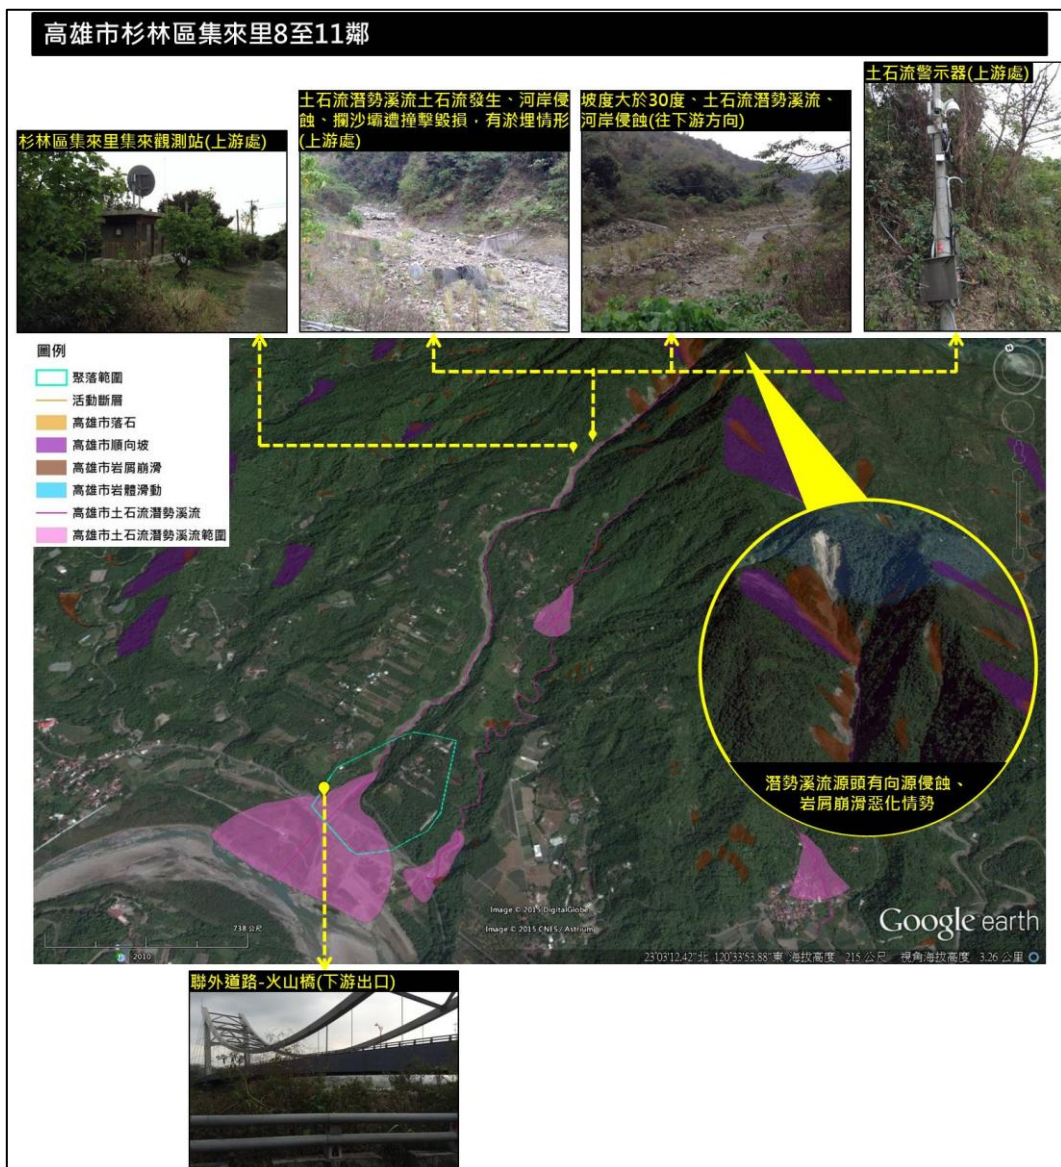 高雄市杉林區集來里8至11鄰
土石流警示器(上游處)
土石流潛勢溪流土石流發生、河岸侵
蝕、攔沙壩遭撞擊毀損，有淤埋情形
(上游處)
坡度大於30度、土石流潛勢溪流、
河岸侵蝕(往下游方向)
杉林區集來里集來觀測站(上游處)
圖例
聚落範圍
活動斷層
高雄市落石
高雄市順向坡
高雄市岩屑崩滑
高雄市岩體滑動
高雄市土石流潛勢溪流
高雄市土石流潛勢溪流範圍
潛勢溪流源頭有向源侵蝕、
岩屑崩滑惡化情勢
Image © 2015 DigitalGlobe
Image © 2015 CNES / Astrium
Google earth
738 公尺
2010
23°03'12.42"北 120°33'53.88"東 海拔高度 215 公尺 視角海拔高度 3.26 公里
聯外道路-火山橋(下游出口)